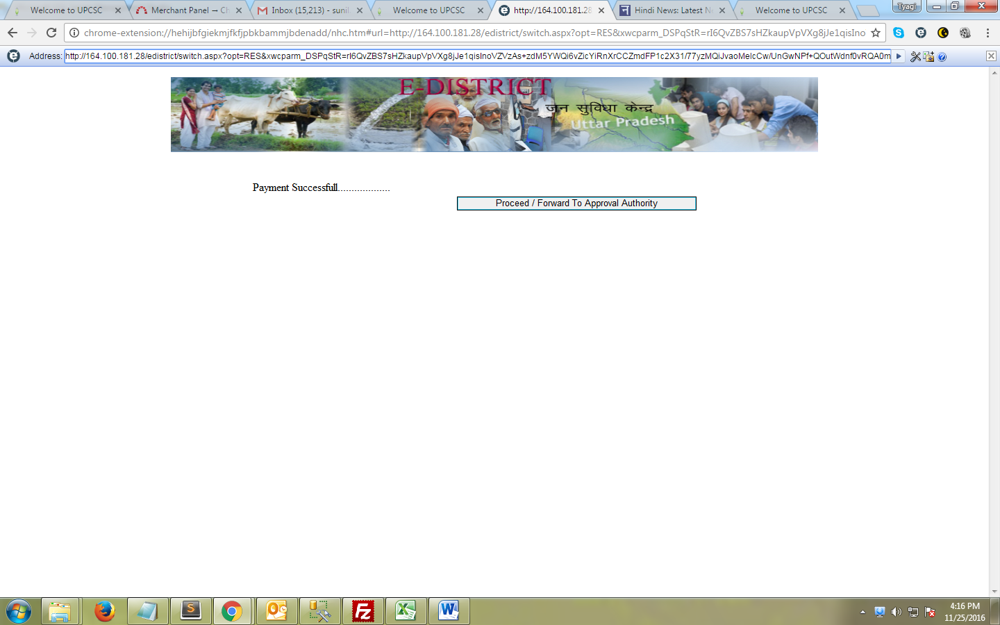 Welcome to UPCSC
Merchant Panel → Ch
Inbox (15,213) - sunil
Welcome to UPCSC
http://164.100.181.28
Hindi News: Latest N
Welcome to UPCSC
Tyagi
chrome-extension://hehijbfgiekmjfkfjpbkbammjbdenadd/nhc.htm#url=http://164.100.181.28/edistrict/switch.aspx?opt=RES&xwcparm_DSPqStR=rI6QvZBS7sHZkaupVpVXg8jJe1qisIno
Address: http://164.100.181.28/edistrict/switch.aspx?opt=RES&xwcparm_DSPqStR=rI6QvZBS7sHZkaupVpVXg8jJe1qisInoVZVzAs+zdM5YWQi6vZicYiRnXrCCZmdFP1c2X31/77yzMQiJvaoMeIcCw/UnGwNPf+QOutWdnf0vRQA0m
E-DISTRICT
जन सुविधा केन्द्र
Uttar Pradesh
Payment Successfull...................
Proceed / Forward To Approval Authority
4:16 PM
11/25/2016